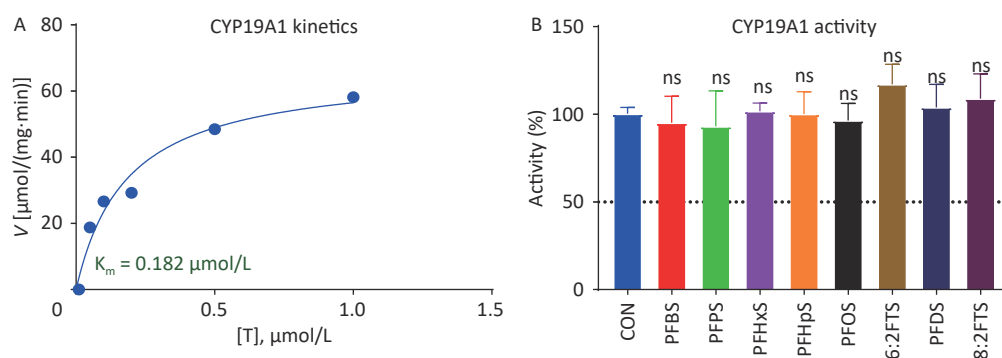 A
CYP19A1 kinetics
80
60
40
20
0
V [μmol/(mg·min)]
Km = 0.182 μmol/L
0.5
1.0
1.5
[T], μmol/L
B
CYP19A1 activity
150
100
50
0
Activity (%)
ns
ns
ns
ns
ns
ns
ns
ns
CON
PFBS
PFPS
PFHxS
PFHpS
PFOS
6:2FTS
PFDS
8:2FTS